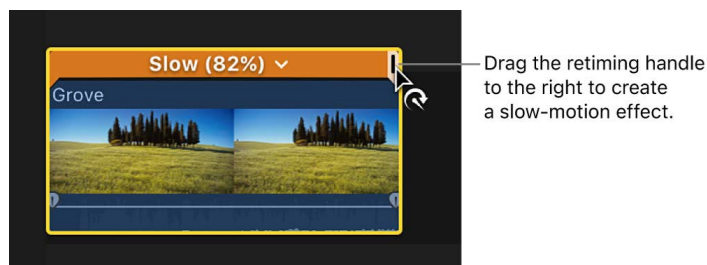 Slow (82%)
Grove
Drag the retiming handle
to the right to create
a slow-motion effect.